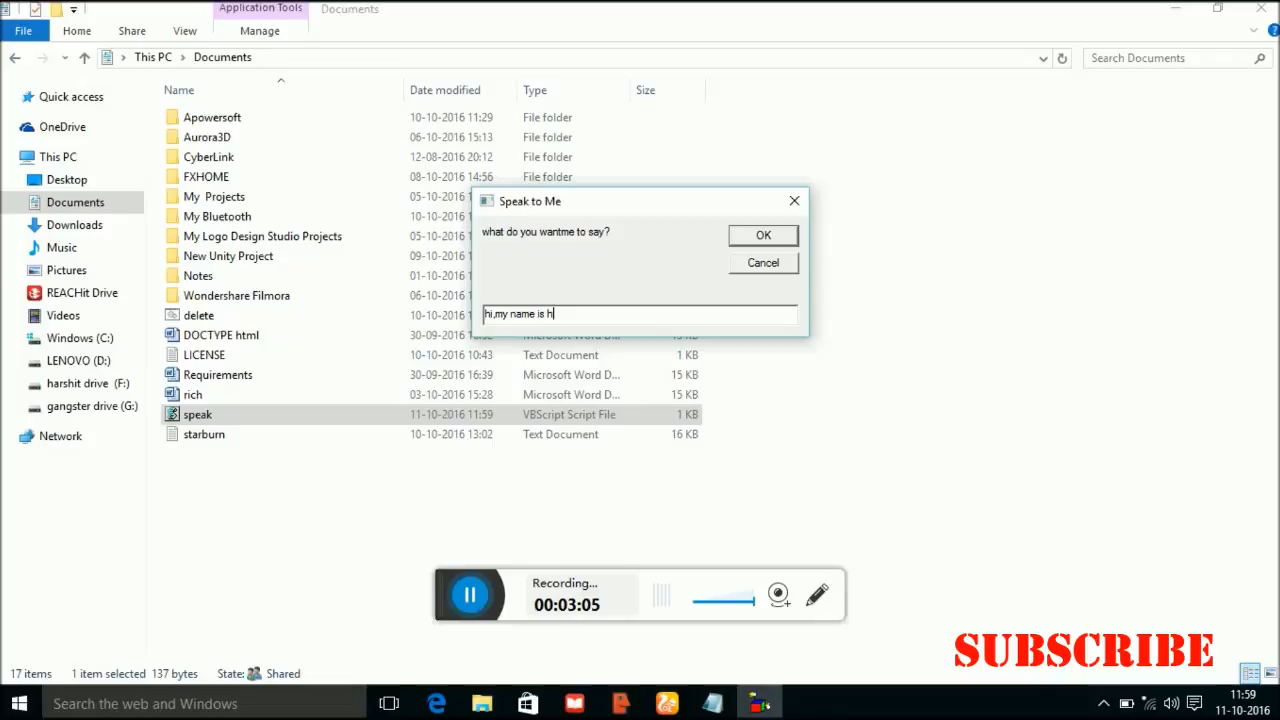 Application Tools Documents
File Home Share View Manage
This PC Documents Search Documents
Name Date modified Type Size
Quick access
OneDrive
This PC
Desktop
Documents
Downloads
Music
Pictures
REACHit Drive
Videos
Windows (C:)
LENOVO (D:)
harshit drive (F:)
gangster drive (G:)
Network
Apowersoft 10-10-2016 11:29 File folder
Aurora3D 06-10-2016 15:13 File folder
CyberLink 12-08-2016 20:12 File folder
FXHOME 08-10-2016 14:56 File folder
My Projects 05-10
My Bluetooth 10-10
My Logo Design Studio Projects 05-10
New Unity Project 09-10
Notes 01-10
Wondershare Filmora 06-10
delete 10-10
DOCTYPE html 30-09
LICENSE 10-10-2016 10:43 Text Document 1 KB
Requirements 30-09-2016 16:39 Microsoft Word D... 15 KB
rich 03-10-2016 15:28 Microsoft Word D... 15 KB
speak 11-10-2016 11:59 VBScript Script File 1 KB
starburn 10-10-2016 13:02 Text Document 16 KB
Speak to Me
what do you wantme to say?
OK
Cancel
hi,my name is h
Recording...
00:03:05
SUBSCRIBE
17 items 1 item selected 137 bytes State: Shared
Search the web and Windows
11:59
11-10-2016